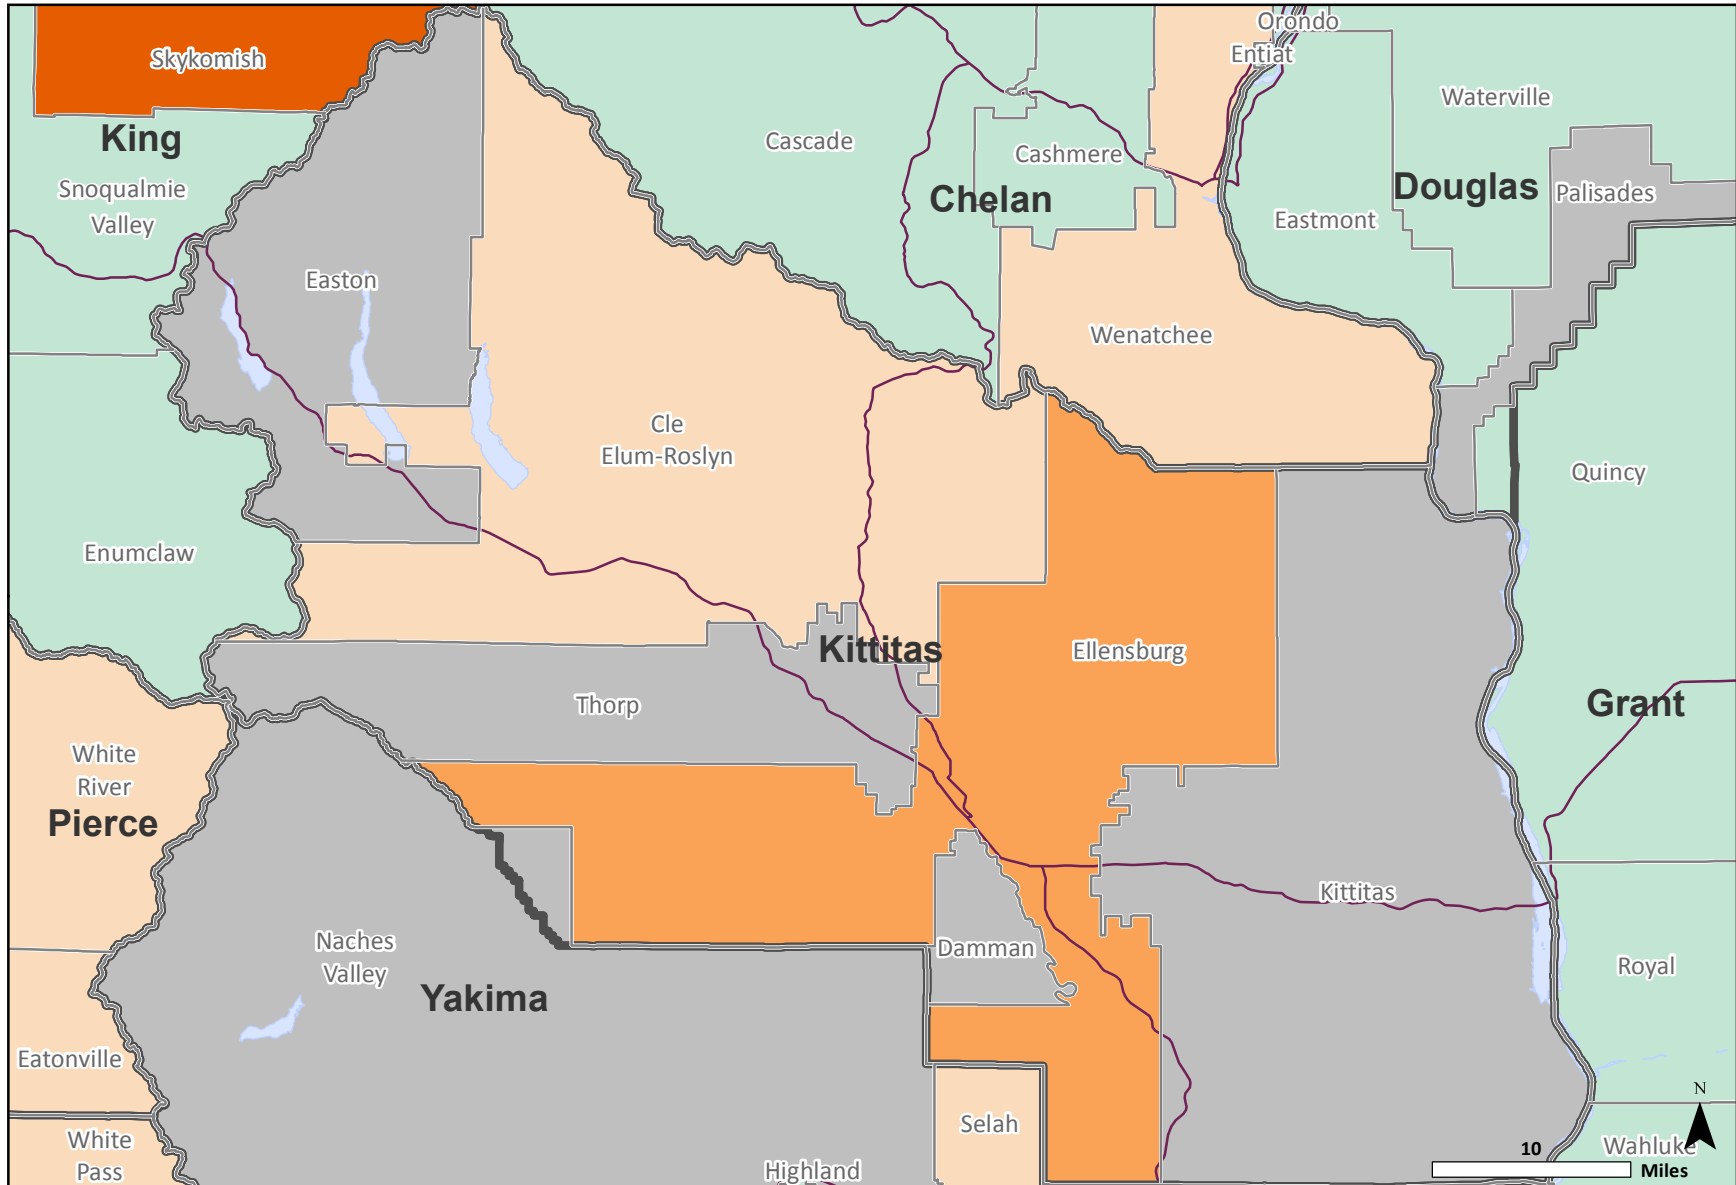 Orondo
Skykomish
Entiat
Waterville
King
Cascade
Cashmere
Snoqualmie
Valley
Chelan
Douglas
Palisades
Eastmont
Easton
Wenatchee
Cle
Elum-Roslyn
Quincy
Enumclaw
Kittitas
Ellensburg
Thorp
Grant
White
River
Pierce
Kittitas
Naches
Valley
Damman
Royal
Yakima
Eatonville
N
Selah
White
Pass
Highland
Wahluke
10
Miles